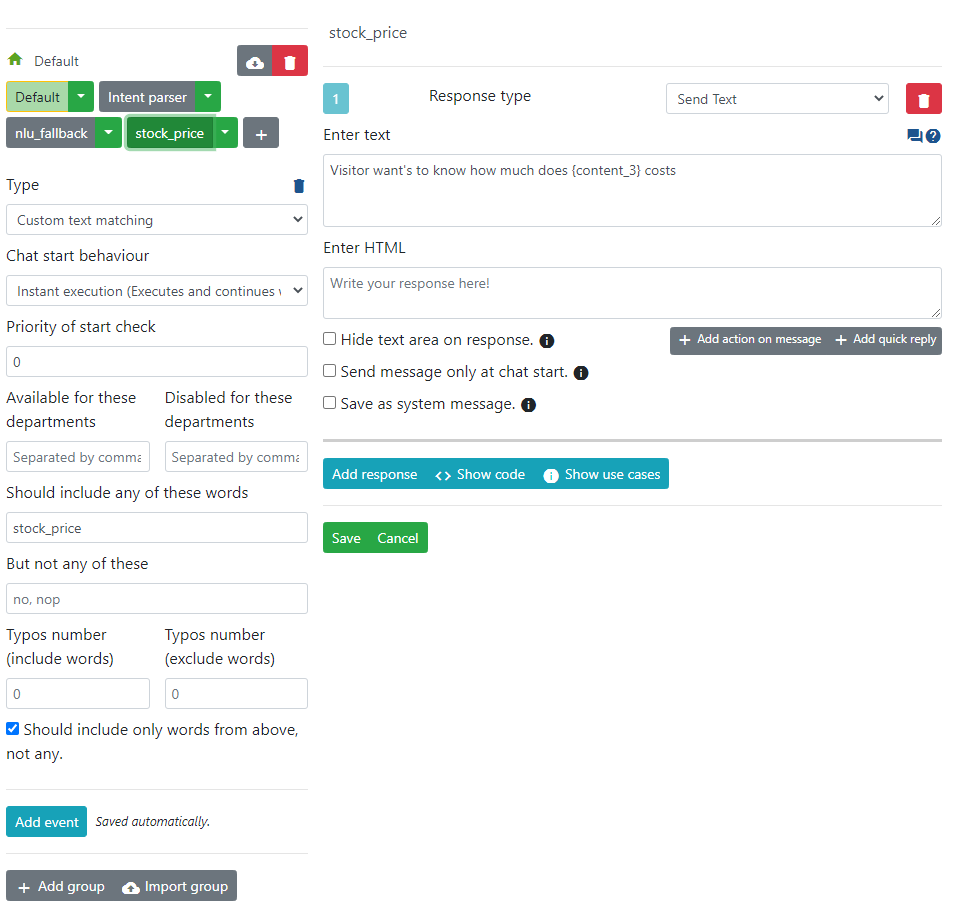 Default
Default
Intent parser
nlu_fallback
stock_price
Type
Custom text matching
Chat start behaviour
Instant execution (Executes and continues
Priority of start check
0
Available for these
departments
Disabled for these
departments
Separated by comma
Separated by comma
Should include any of these words
stock_price
But not any of these
no, nop
Typos number
(include words)
Typos number
(exclude words)
0
0
Should include only words from above,
not any.
Add event
Saved automatically.
Add group
Import group
stock_price
1
Response type
Send Text
Enter text
Visitor want's to know how much does {content_3} costs
Enter HTML
Write your response here!
Hide text area on response.
Add action on message
Add quick reply
Send message only at chat start.
Save as system message.
Add response
Show code
Show use cases
Save
Cancel